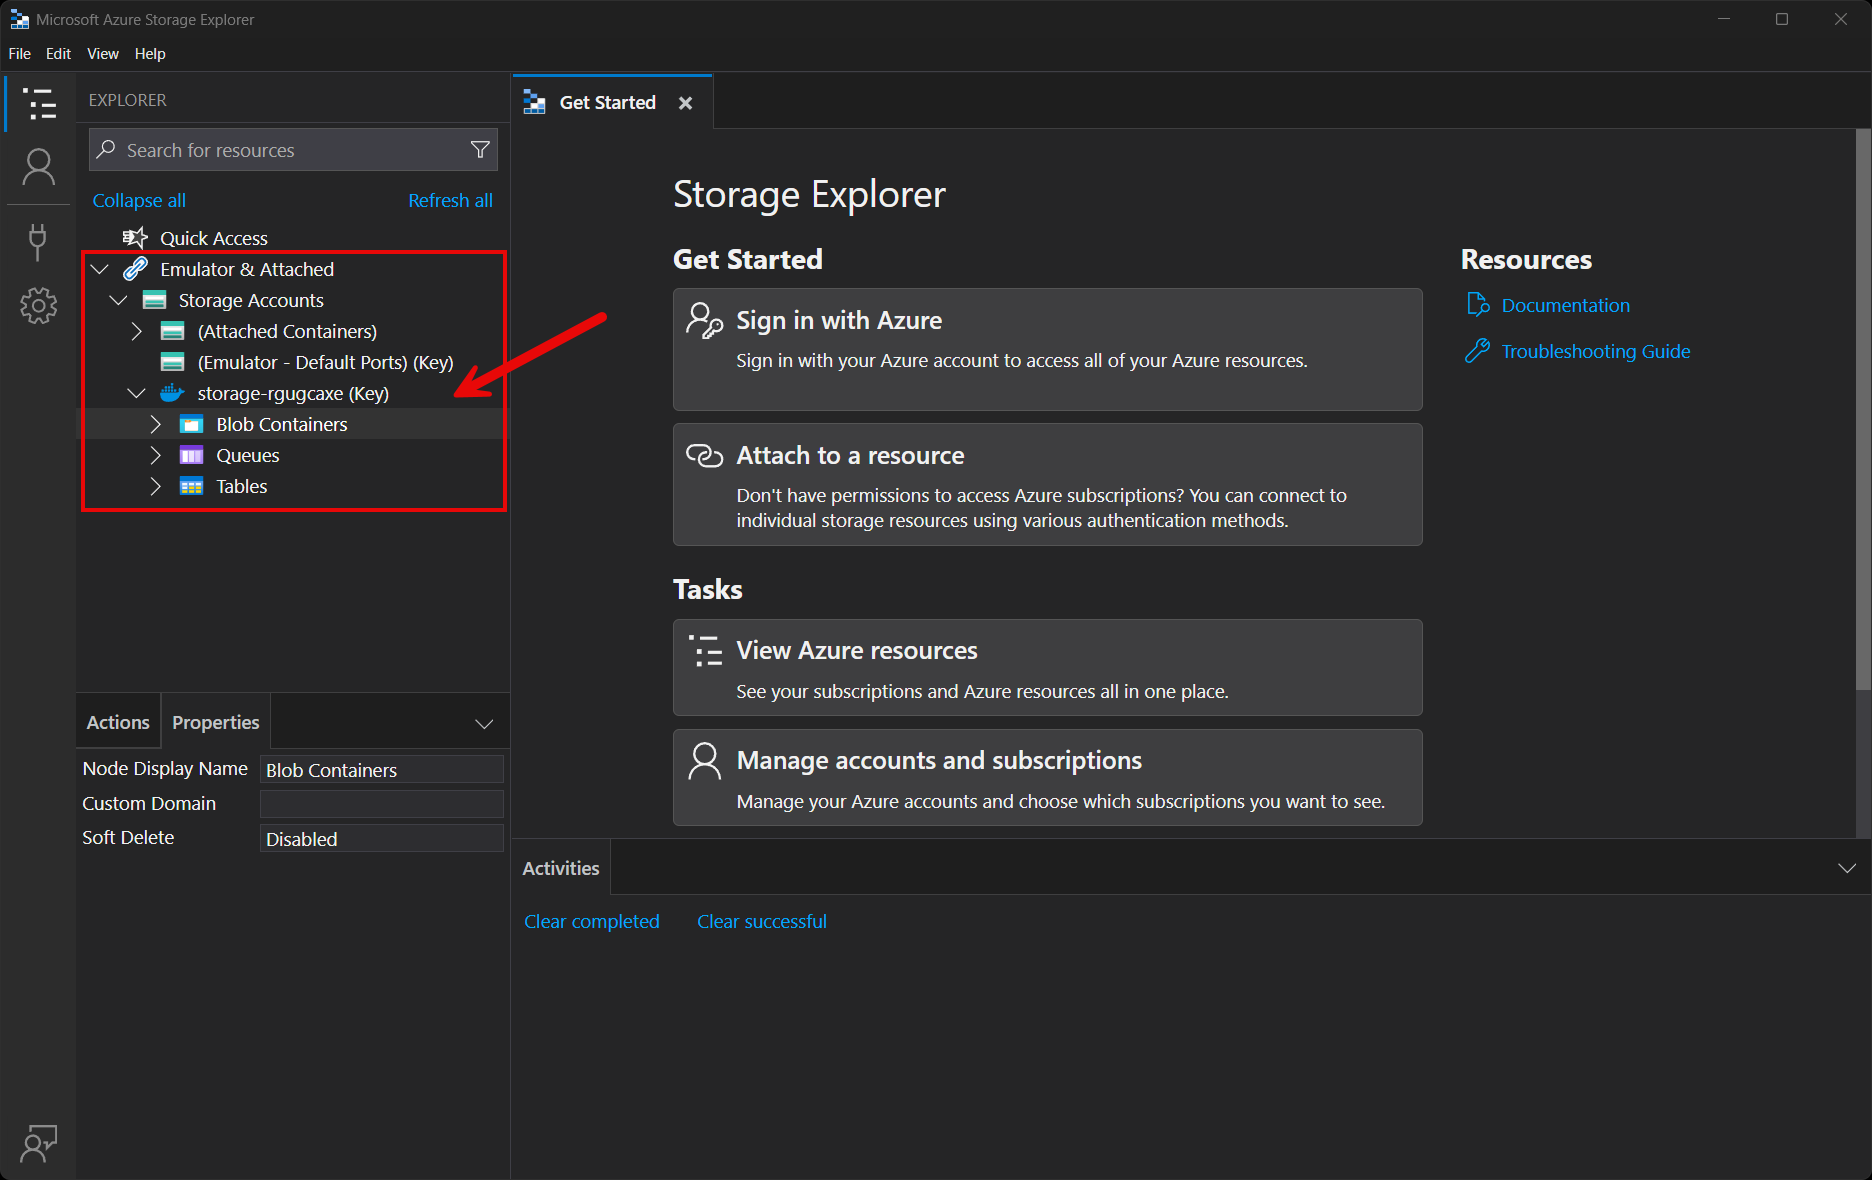 Microsoft Azure Storage Explorer
File Edit View Help
EXPLORER
Search for resources
Collapse all
Refresh all
Quick Access
Emulator & Attached
Storage Accounts
(Attached Containers)
(Emulator - Default Ports) (Key)
storage-rgugcaxe (Key)
Blob Containers
Queues
Tables
Actions
Properties
Node Display Name
Blob Containers
Custom Domain
Soft Delete
Disabled
Get Started
Storage Explorer
Get Started
Sign in with Azure
Sign in with your Azure account to access all of your Azure resources.
Attach to a resource
Don't have permissions to access Azure subscriptions? You can connect to
individual storage resources using various authentication methods.
Tasks
View Azure resources
See your subscriptions and Azure resources all in one place.
Manage accounts and subscriptions
Manage your Azure accounts and choose which subscriptions you want to see.
Resources
Documentation
Troubleshooting Guide
Activities
Clear completed
Clear successful